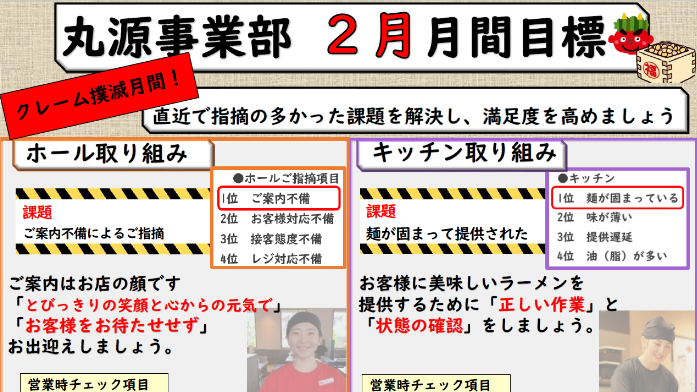 丸源事業部 2月月間目標
福
クレーム撲滅月間!
直近で指摘の多かった課題を解決し、満足度を高めましょう
ホール取り組み
●ホールご指摘項目
1位 ご案内不備
2位 お客様対応不備
3位 接客態度不備
4位 レジ対応不備
課題
ご案内不備によるご指摘
ご案内はお店の顔です
「とびっきりの笑顔と心からの元気で」
「お客様をお待たせせず」
お出迎えしましょう。
営業時チェック項目
キッチン取り組み
●キッチン
1位 麺が固まっている
2位 味が薄い
3位 提供遅延
4位 油(脂)が多い
課題
麺が固まって提供された
お客様に美味しいラーメンを
提供するために「正しい作業」と
「状態の確認」をしましょう。
営業時チェック項目